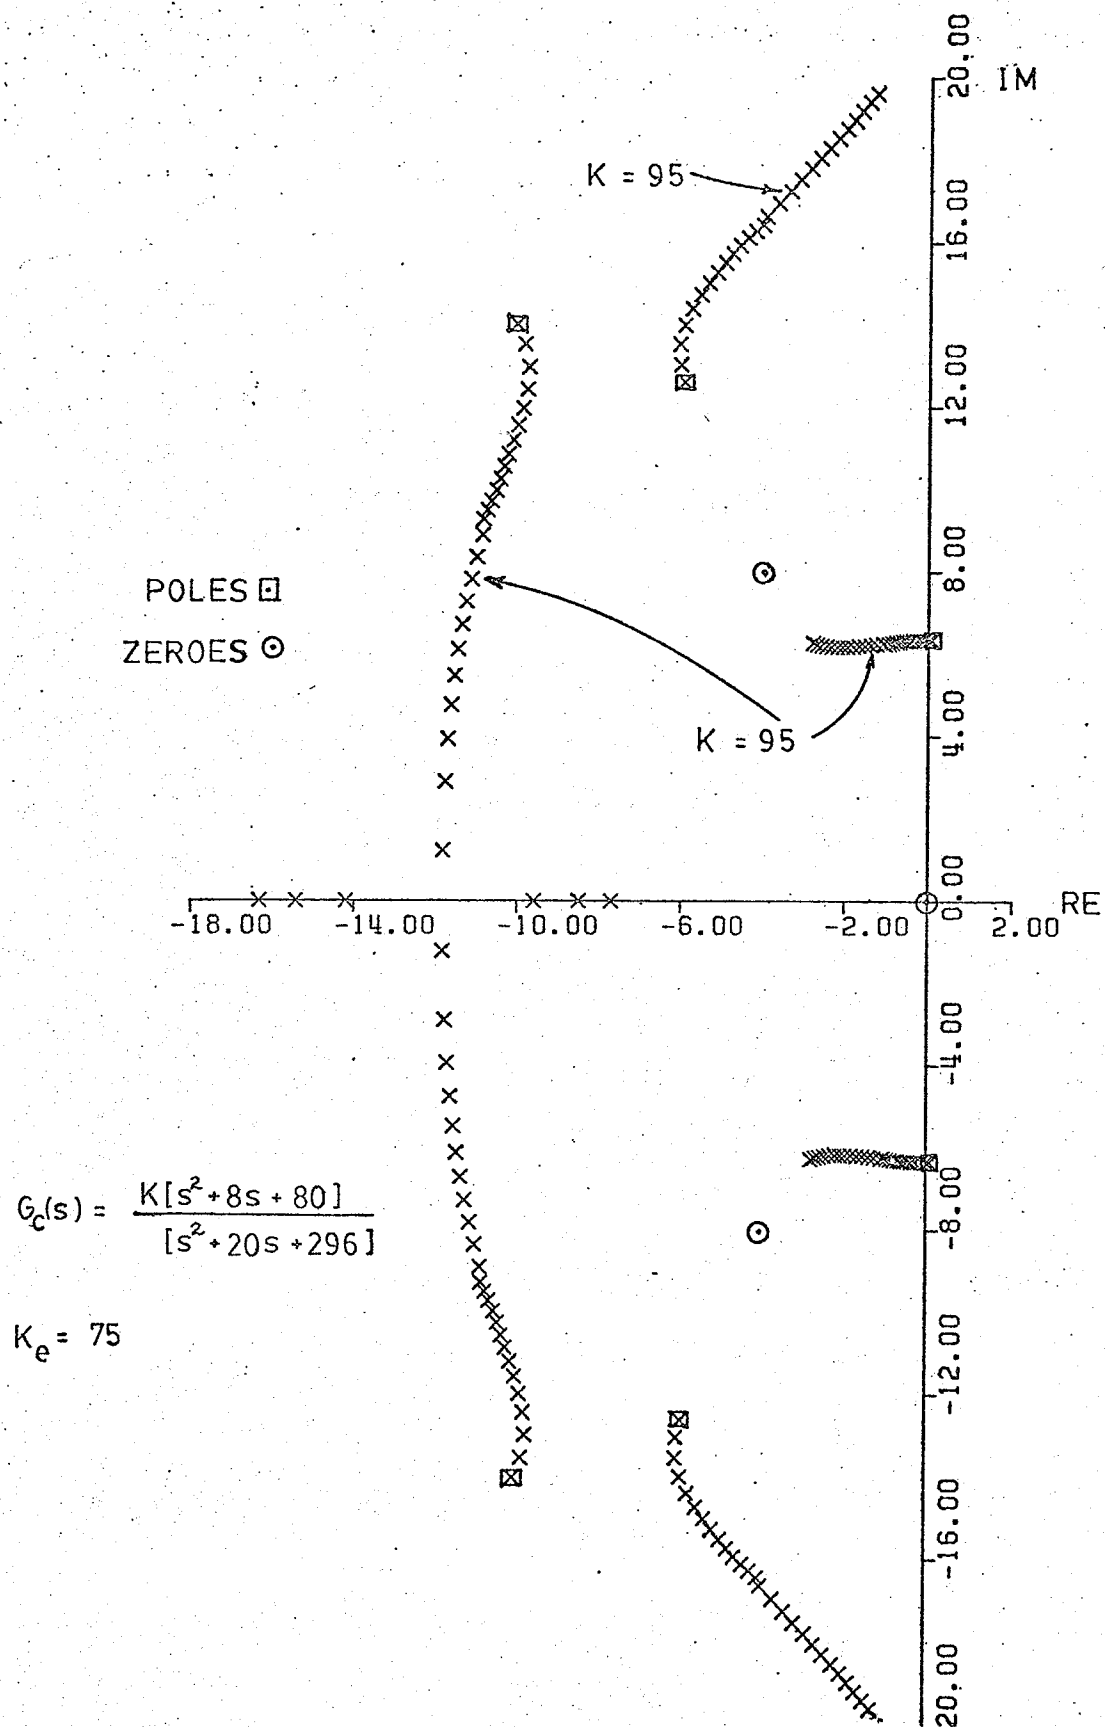 20.00
IM
K = 95
16.00
12.00
8.00
POLES
ZEROES
4.00
K = 95
0.00
RE
-18.00 -14.00 -10.00 -6.00 -2.00 2.00
-4.00
-8.00
G_c(s) = K[s²+8s+80]
[s²+20s+296]
K_e = 75
-12.00
-16.00
20.00